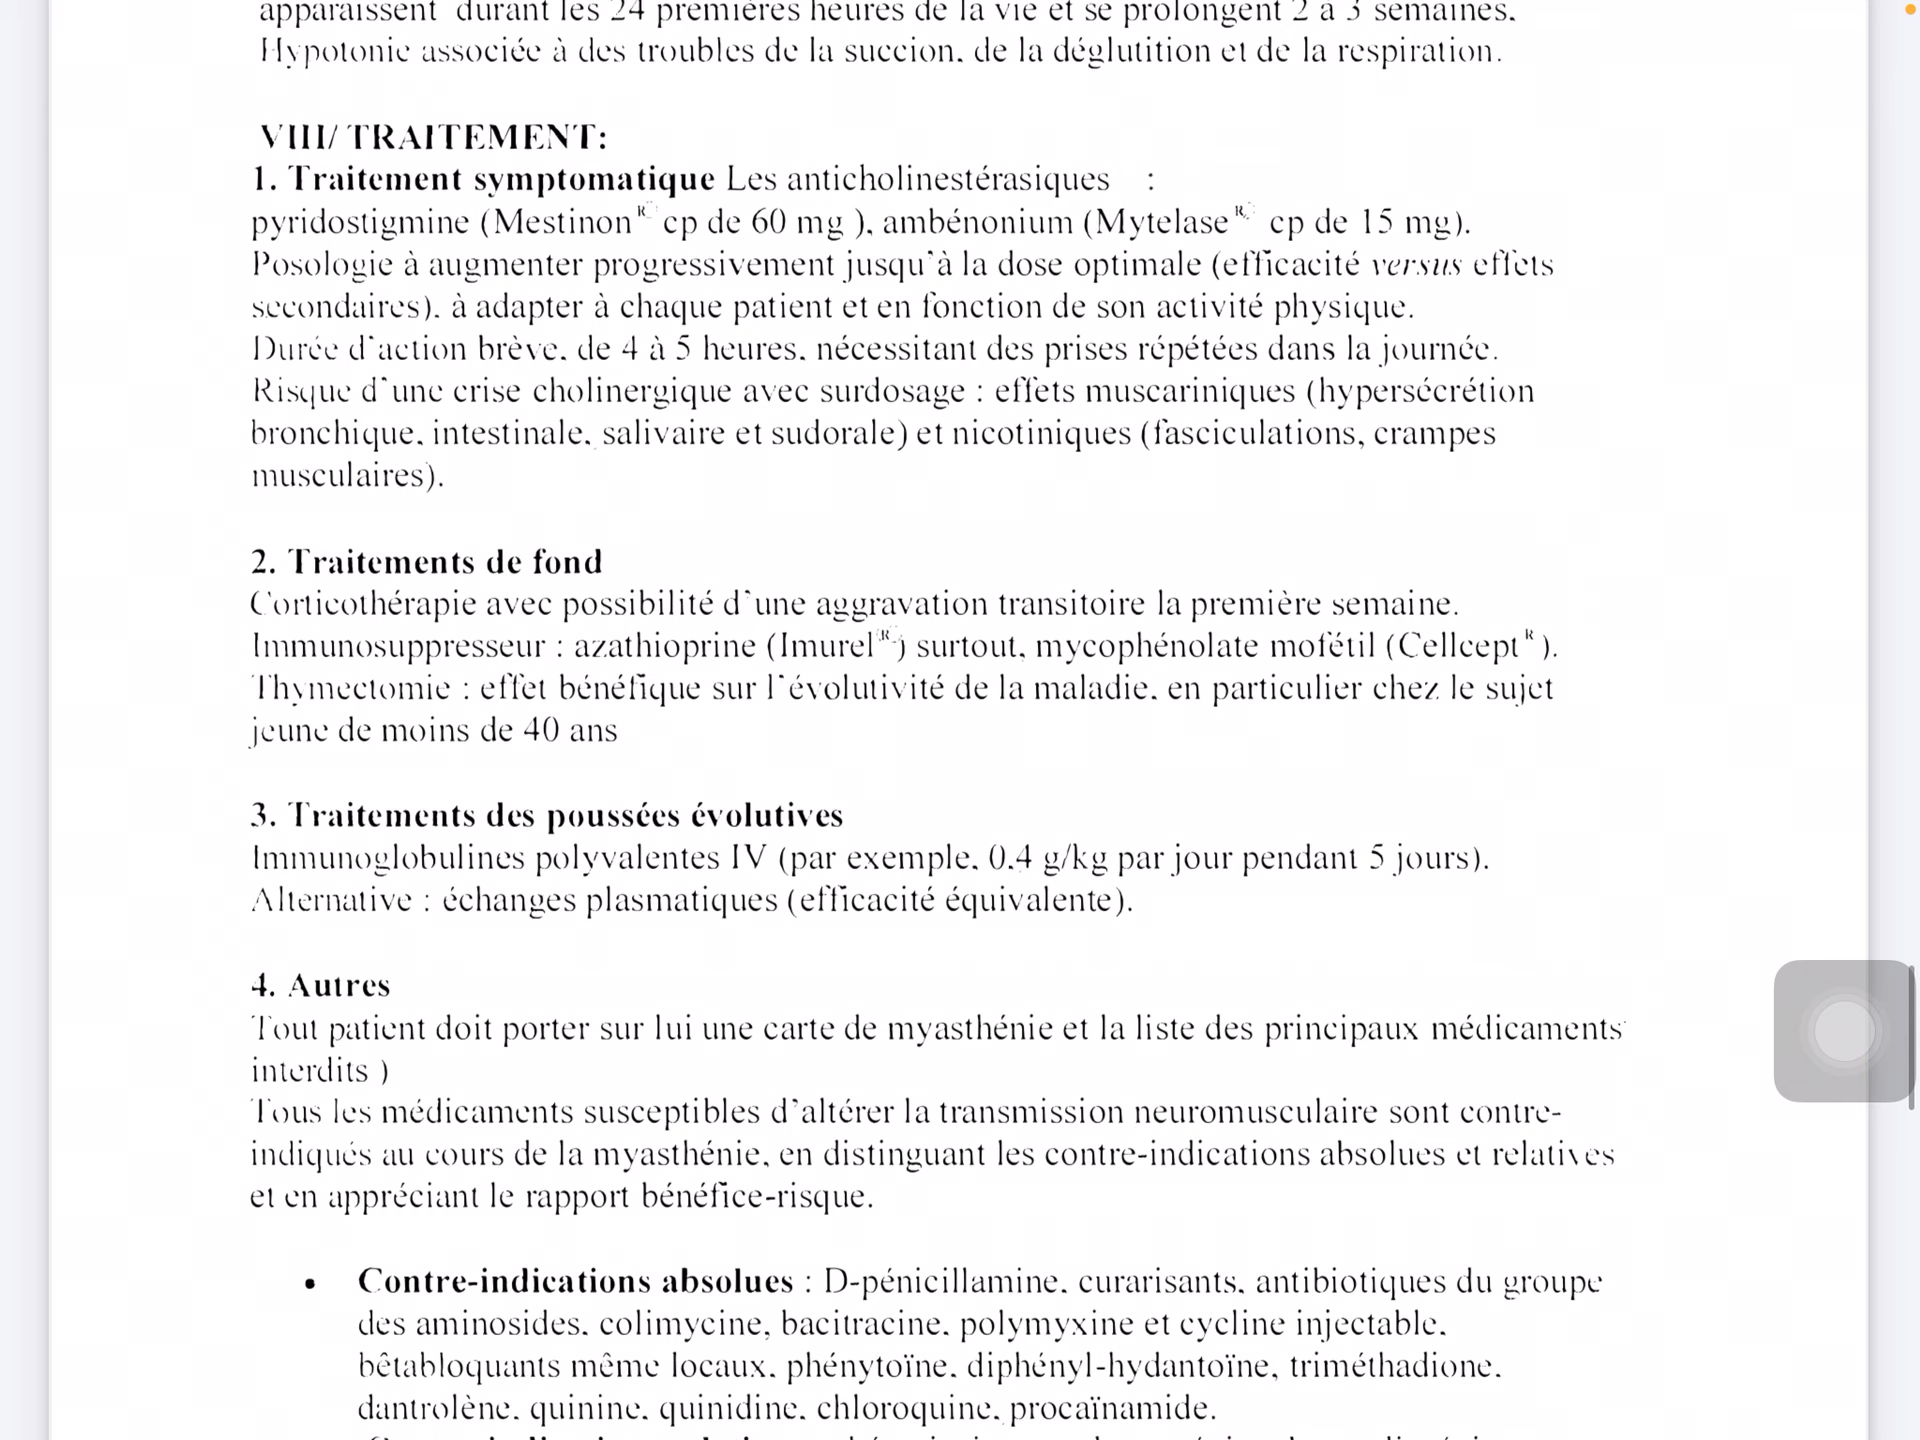 apparaissent durant les 24 premières heures de la vie et se prolongent 2 à 3 semaines.
Hypotonie associée à des troubles de la succion, de la déglutition et de la respiration.
VIII/ TRAITEMENT:
1. Traitement symptomatique Les anticholinestérasiques :
pyridostigmine (Mestinon® cp de 60 mg ), ambénonium (Mytelase® cp de 15 mg).
Posologie à augmenter progressivement jusqu'à la dose optimale (efficacité versus effets
secondaires), à adapter à chaque patient et en fonction de son activité physique.
Durée d'action brève, de 4 à 5 heures, nécessitant des prises répétées dans la journée.
Risque d'une crise cholinergique avec surdosage : effets muscariniques (hypersécrétion
bronchique, intestinale, salivaire et sudorale) et nicotiniques (fasciculations, crampes
musculaires).
2. Traitements de fond
Corticothérapie avec possibilité d'une aggravation transitoire la première semaine.
Immunosuppresseur : azathioprine (Imurel®) surtout, mycophénolate mofétil (Cellcept®).
Thymectomie : effet bénéfique sur l'évolutivité de la maladie, en particulier chez le sujet
jeune de moins de 40 ans
3. Traitements des poussées évolutives
Immunoglobulines polyvalentes IV (par exemple, 0,4 g/kg par jour pendant 5 jours).
Alternative : échanges plasmatiques (efficacité équivalente).
4. Autres
Tout patient doit porter sur lui une carte de myasthénie et la liste des principaux médicaments
interdits )
Tous les médicaments susceptibles d'altérer la transmission neuromusculaire sont contre-
indiqués au cours de la myasthénie, en distinguant les contre-indications absolues et relatives
et en appréciant le rapport bénéfice-risque.
• Contre-indications absolues : D-pénicillamine, curarisants, antibiotiques du groupe
des aminosides, colimycine, bacitracine, polymyxine et cycline injectable,
bêtabloquants même locaux, phénytoïne, diphényl-hydantoïne, triméthadione,
dantrolène, quinine, quinidine, chloroquine, procaïnamide.